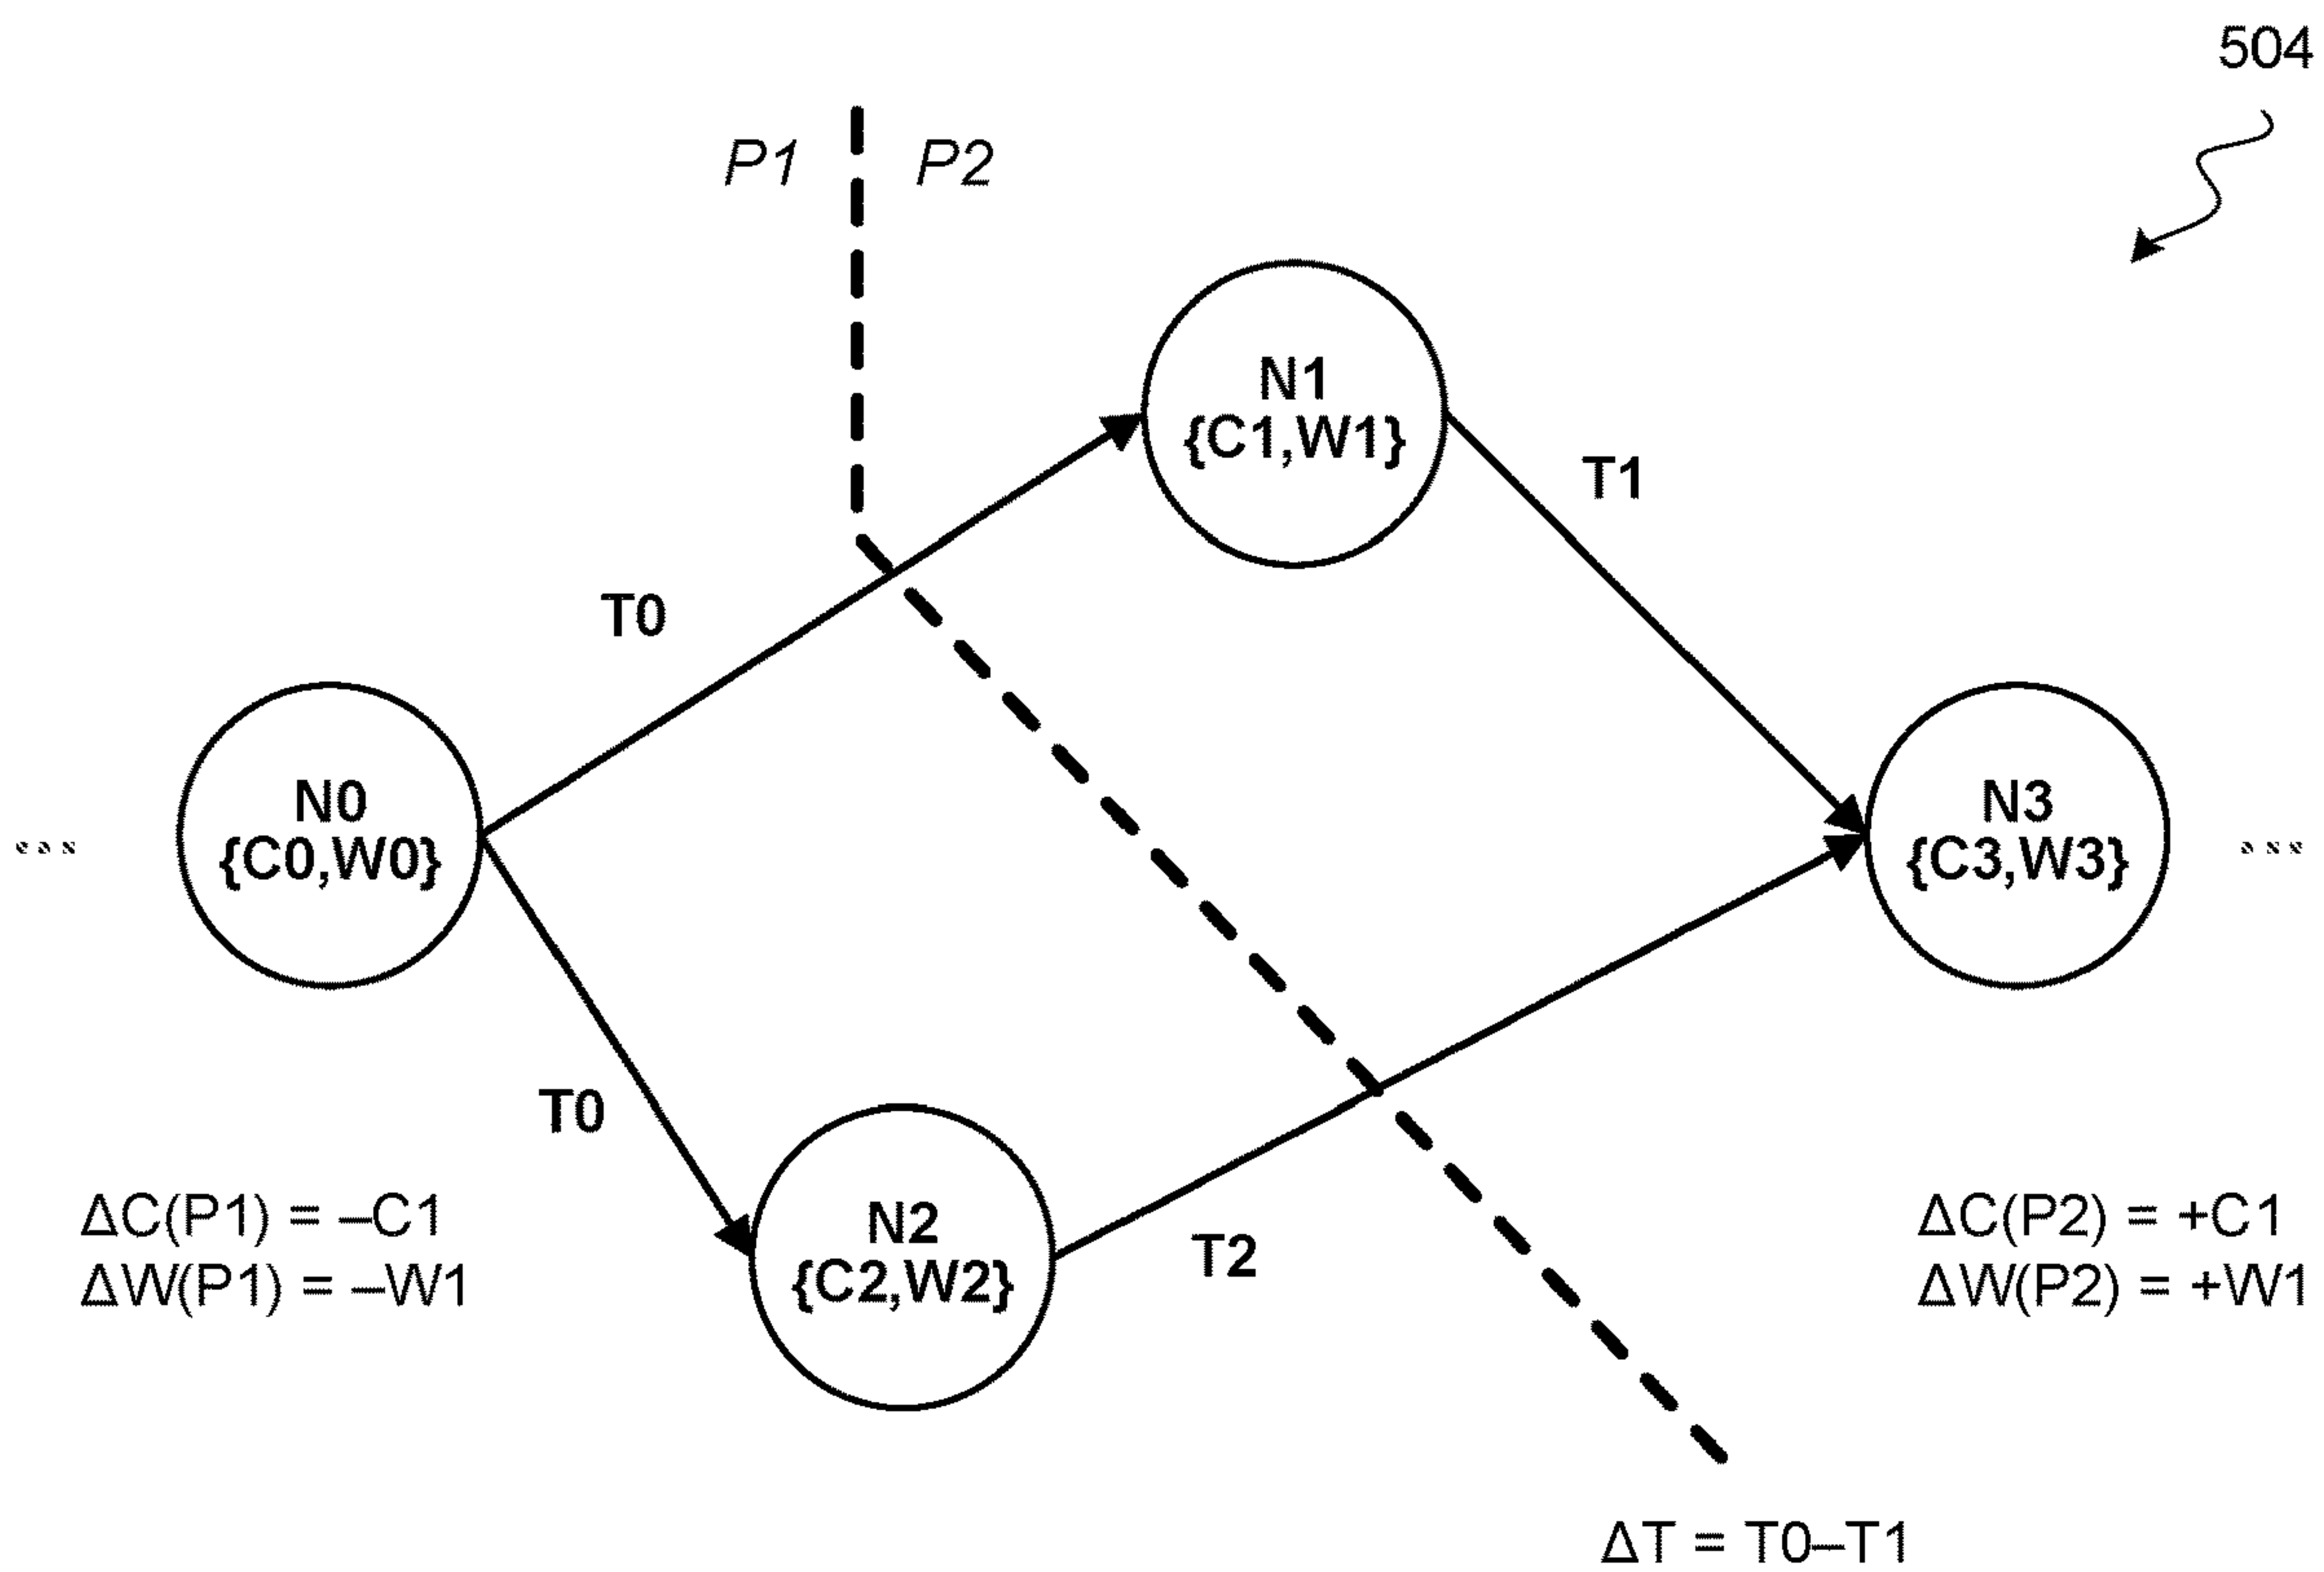 504
P1 P2
N1
{C1,W1}
T1
T0
N0
{C0,W0}
N3
{C3,W3}
T0
N2
{C2,W2}
T2
ΔC(P1) = –C1
ΔW(P1) = –W1
ΔC(P2) = +C1
ΔW(P2) = +W1
ΔT = T0–T1